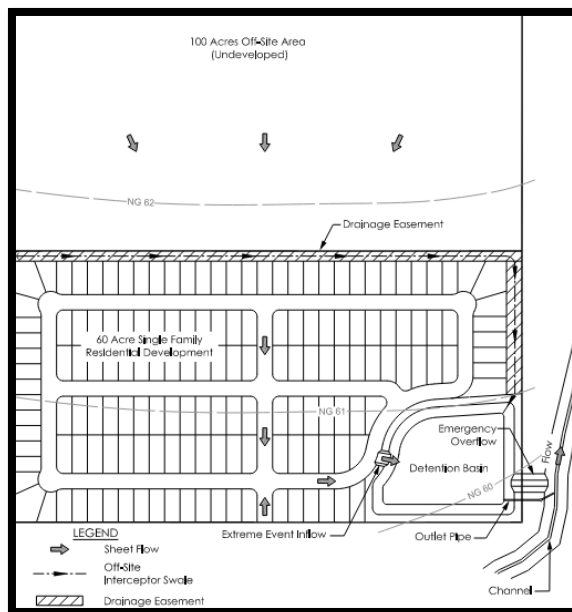 100 Acres Off-Site Area
(Undeveloped)
NG 62
Drainage Easement
60 Acre Single Family
Residential Development
NG 61
Emergency
Overflow
Flow
Detention Basin
NG 60
LEGEND
Extreme Event Inflow
Outlet Pipe
Sheet Flow
Off-Site
Interceptor Swale
Channel
Drainage Easement